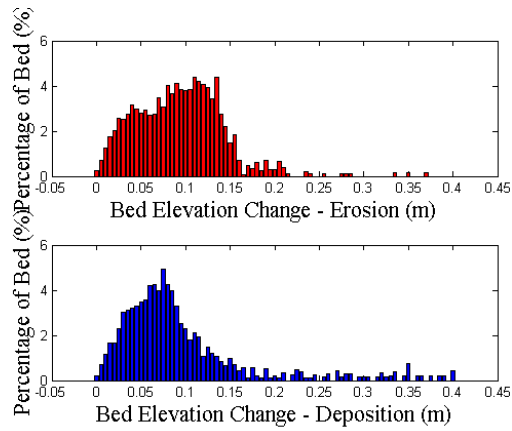 Percentage of Bed (%)
6
4
2
0
-0.05 0 0.05 0.1 0.15 0.2 0.25 0.3 0.35 0.4 0.45
Bed Elevation Change - Erosion (m)
Percentage of Bed (%)
6
4
2
0
-0.05 0 0.05 0.1 0.15 0.2 0.25 0.3 0.35 0.4 0.45
Bed Elevation Change - Deposition (m)